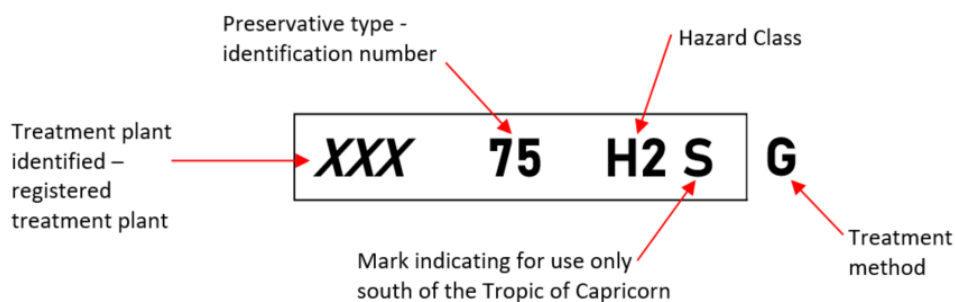 Preservative type -
identification number
Hazard Class
Treatment plant
identified –
registered
treatment plant
XXX 75 H2 S G
Mark indicating for use only
south of the Tropic of Capricorn
Treatment
method